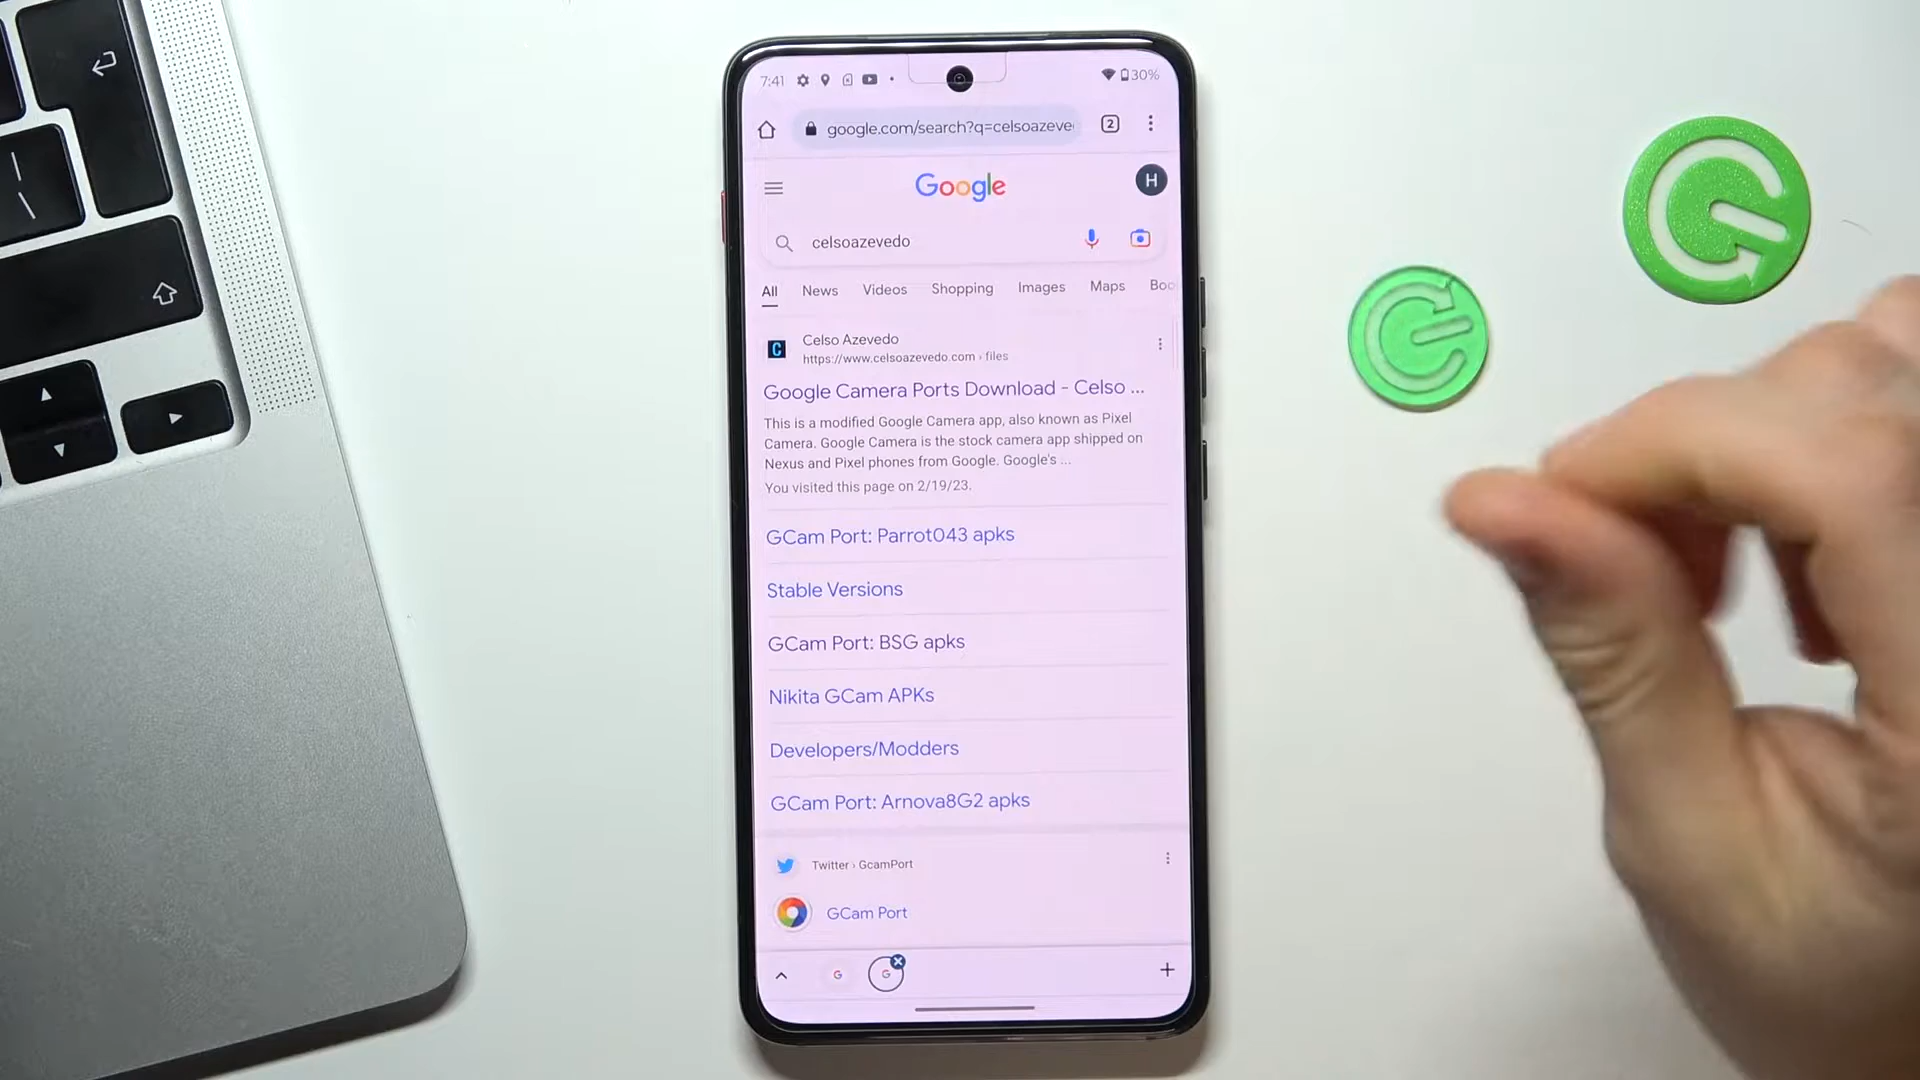 7:41
30%
google.com/search?q=celsoazeve
2
Google
H
celsoazevedo
All News Videos Shopping Images Maps Boo
Celso Azevedo
https://www.celsoazevedo.com › files
Google Camera Ports Download - Celso ...
This is a modified Google Camera app, also known as Pixel
Camera. Google Camera is the stock camera app shipped on
Nexus and Pixel phones from Google. Google's ...
You visited this page on 2/19/23.
GCam Port: Parrot043 apks
Stable Versions
GCam Port: BSG apks
Nikita GCam APKs
Developers/Modders
GCam Port: Arnova8G2 apks
Twitter › GcamPort
GCam Port